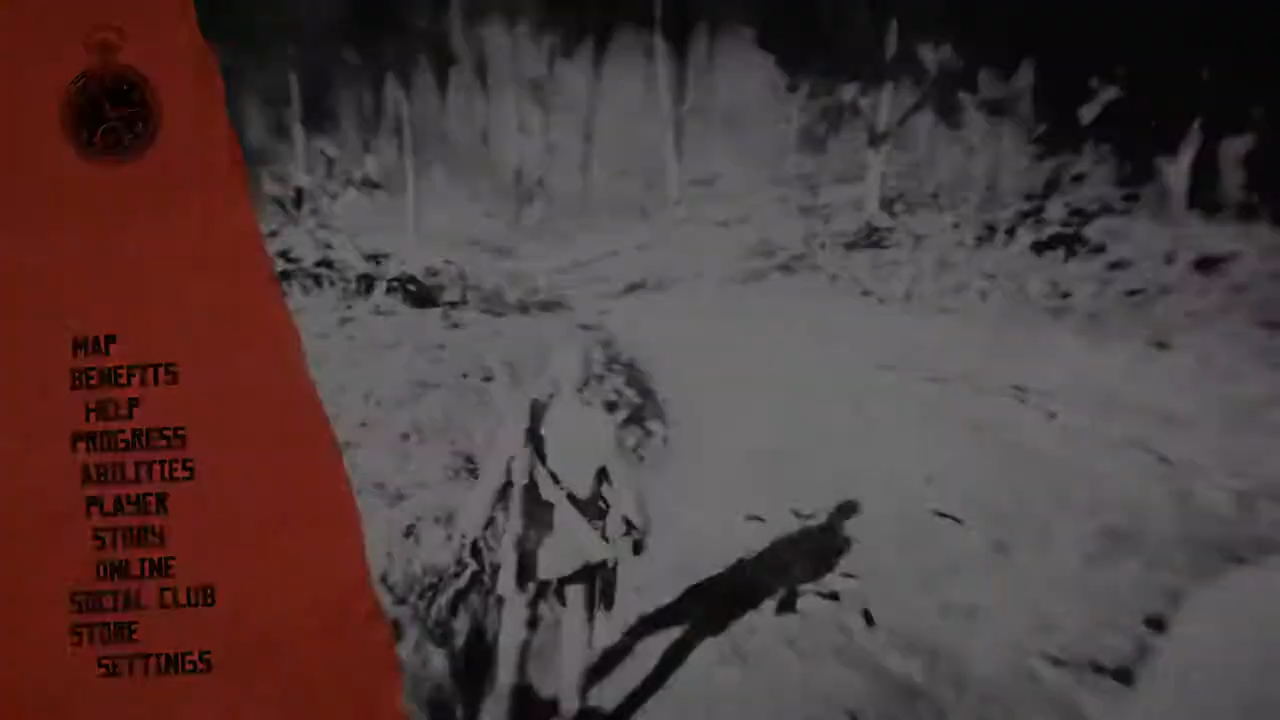 MAP
BENEFITS
HELP
PROGRESS
ABILITIES
PLAYER
STORY
ONLINE
SOCIAL CLUB
STORE
SETTINGS